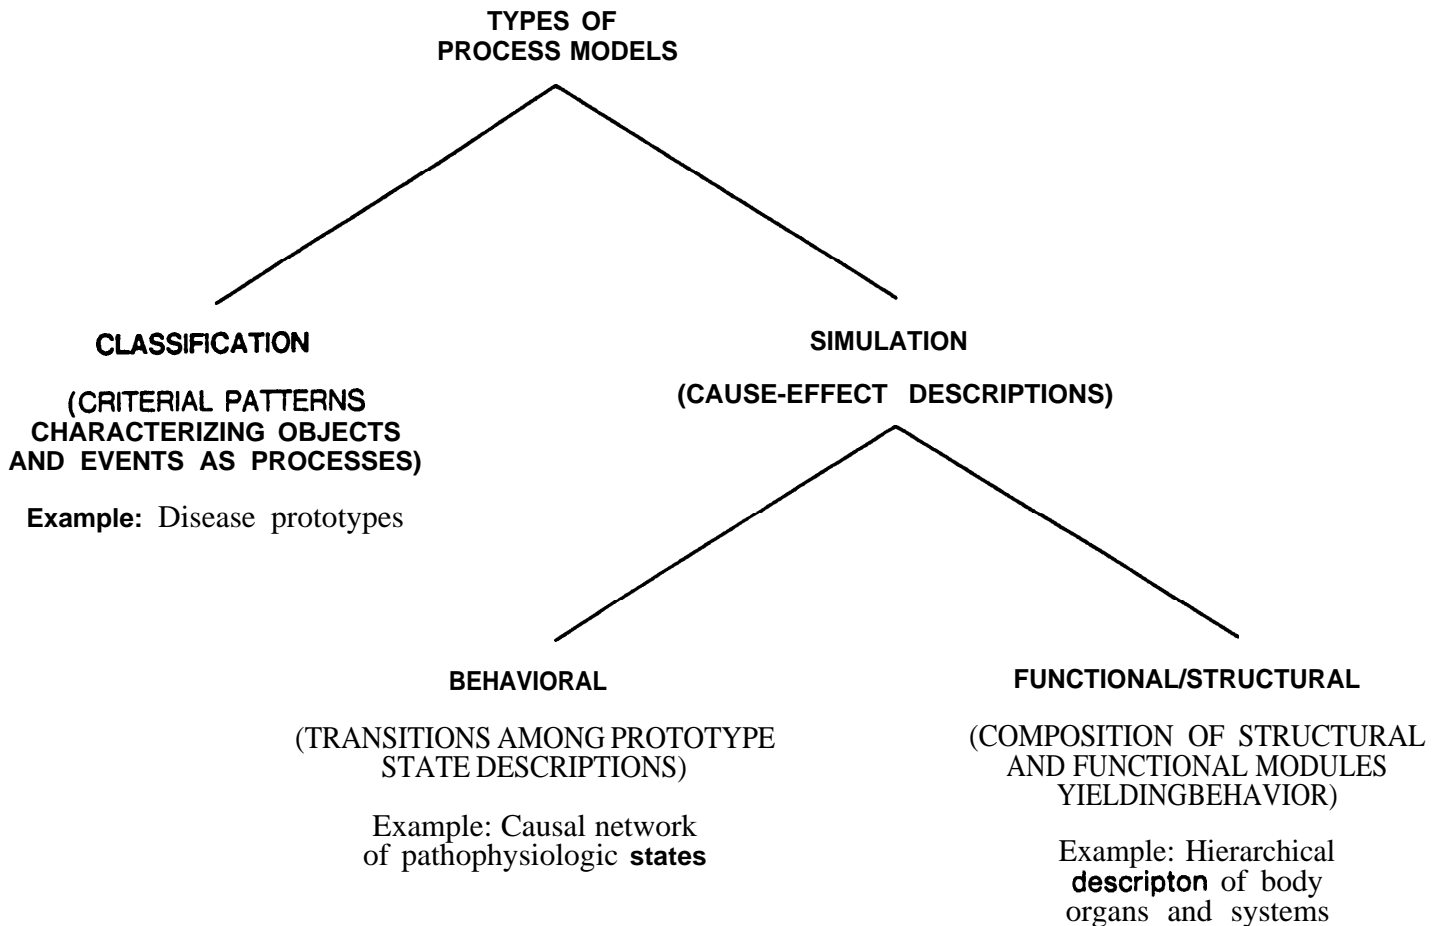 TYPES OF
PROCESS MODELS
CLASSIFICATION
(CRITERIAL PATTERNS
CHARACTERIZING OBJECTS
AND EVENTS AS PROCESSES)
Example: Disease prototypes
SIMULATION
(CAUSE-EFFECT DESCRIPTIONS)
BEHAVIORAL
(TRANSITIONS AMONG PROTOTYPE
STATE DESCRIPTIONS)
Example: Causal network
of pathophysiologic states
FUNCTIONAL/STRUCTURAL
(COMPOSITION OF STRUCTURAL
AND FUNCTIONAL MODULES
YIELDINGBEHAVIOR)
Example: Hierarchical
descripton of body
organs and systems